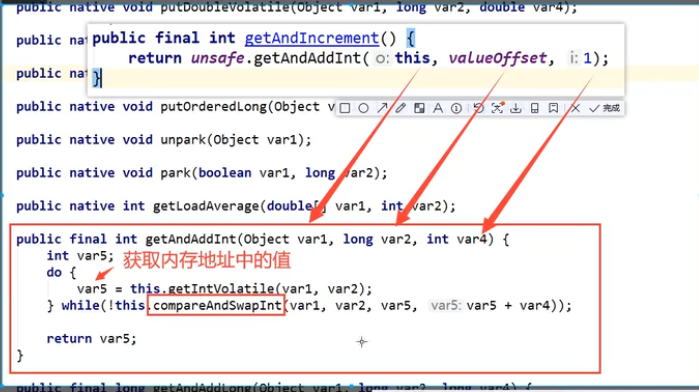 public native void putDoubleVolatile(Object var1, long var2, double var4);
public na
public final int getAndIncrement() {
return unsafe.getAndAddInt( o: this, valueOffset, i: 1);
}
public na
public na
public native void putOrderedLong(Object v
完成
public native void unpark(Object var1);
public native void park(boolean var1, long var2);
public native int getLoadAverage(double[] var1, int var2);
public final int getAndAddInt(Object var1, long var2, int var4) {
int var5;
获取内存地址中的值
do {
var5 = this.getIntVolatile(var1, var2);
} while(!this.compareAndSwapInt(var1, var2, var5, var5: var5 + var4));
return var5;
}
public final long getAndAddLong(Object var1, long var2, long var4) {